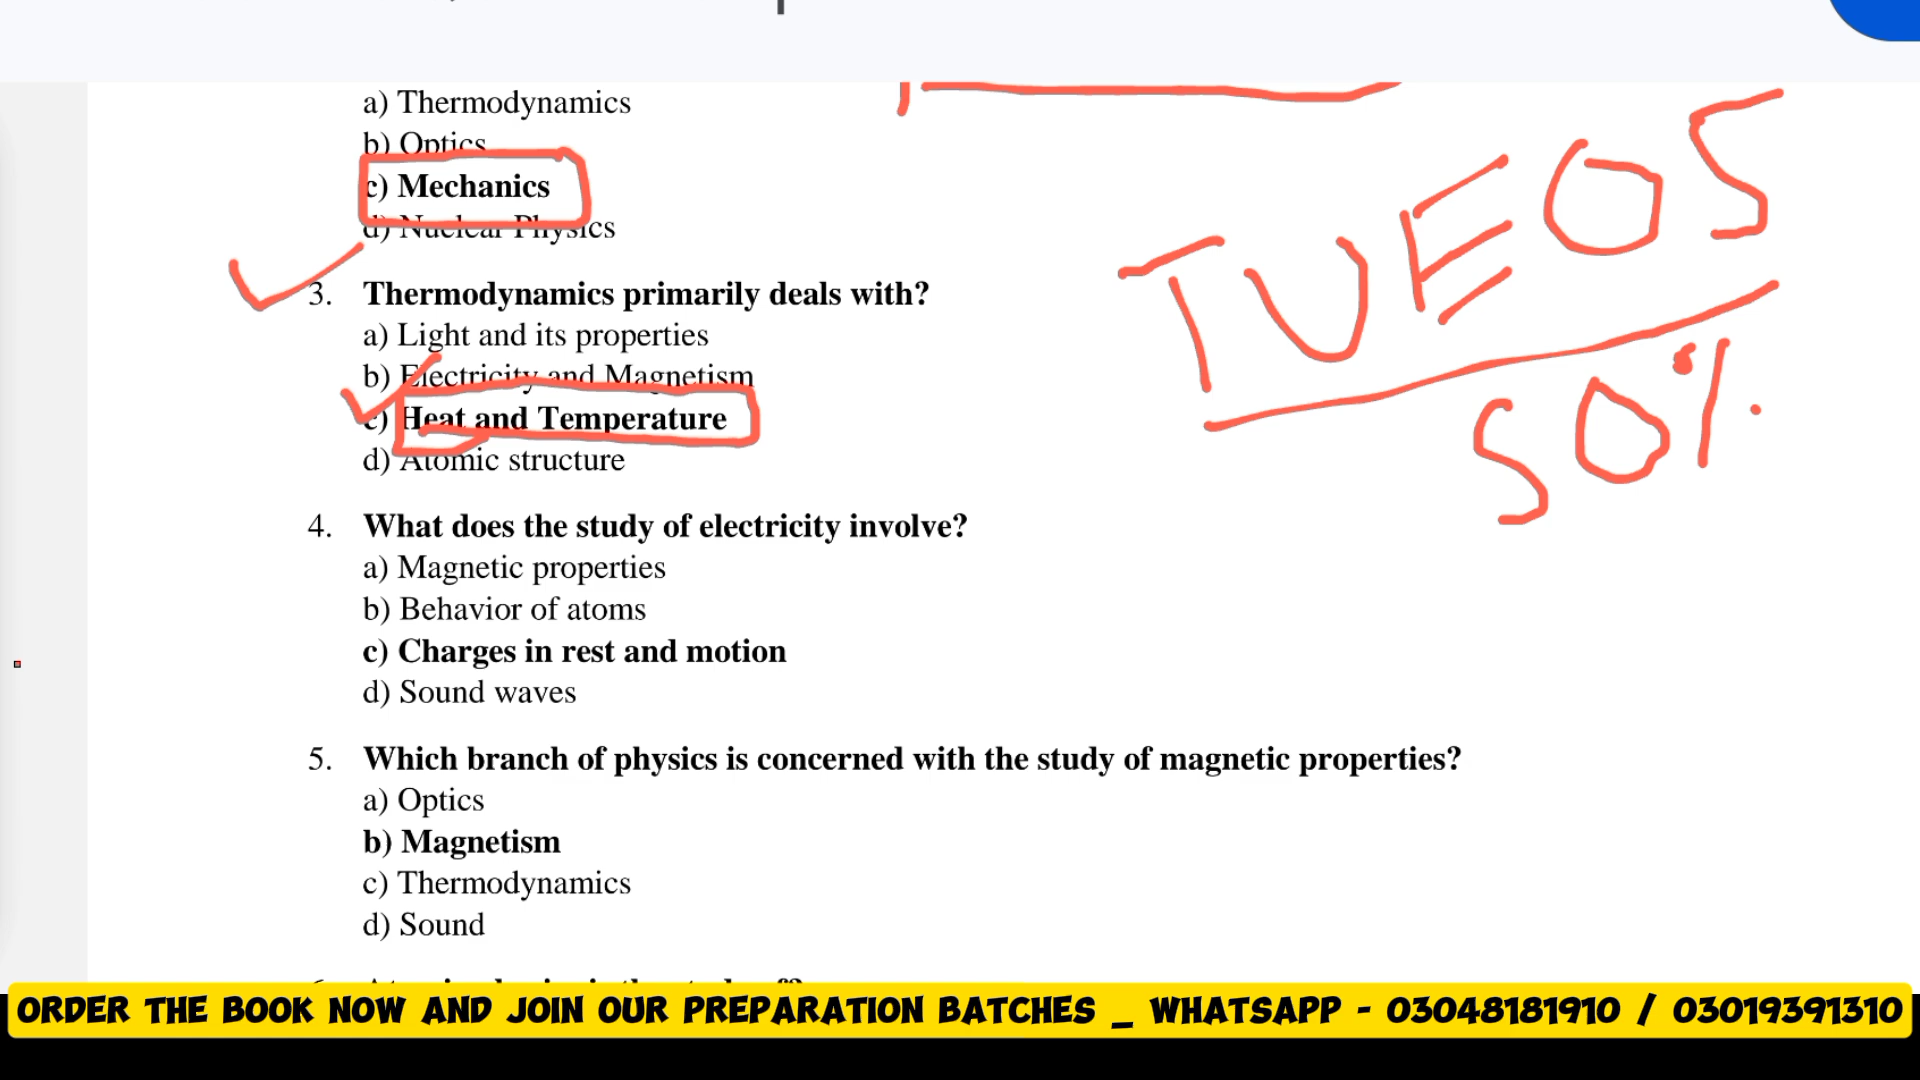 a) Thermodynamics
b) Optics
c) Mechanics
d) Nuclear Physics
3. Thermodynamics primarily deals with?
a) Light and its properties
b) Electricity and Magnetism
c) Heat and Temperature
d) Atomic structure
TUEOS
50%
4. What does the study of electricity involve?
a) Magnetic properties
b) Behavior of atoms
c) Charges in rest and motion
d) Sound waves
5. Which branch of physics is concerned with the study of magnetic properties?
a) Optics
b) Magnetism
c) Thermodynamics
d) Sound
ORDER THE BOOK NOW AND JOIN OUR PREPARATION BATCHES _ WHATSAPP - 03048181910 / 03019391310